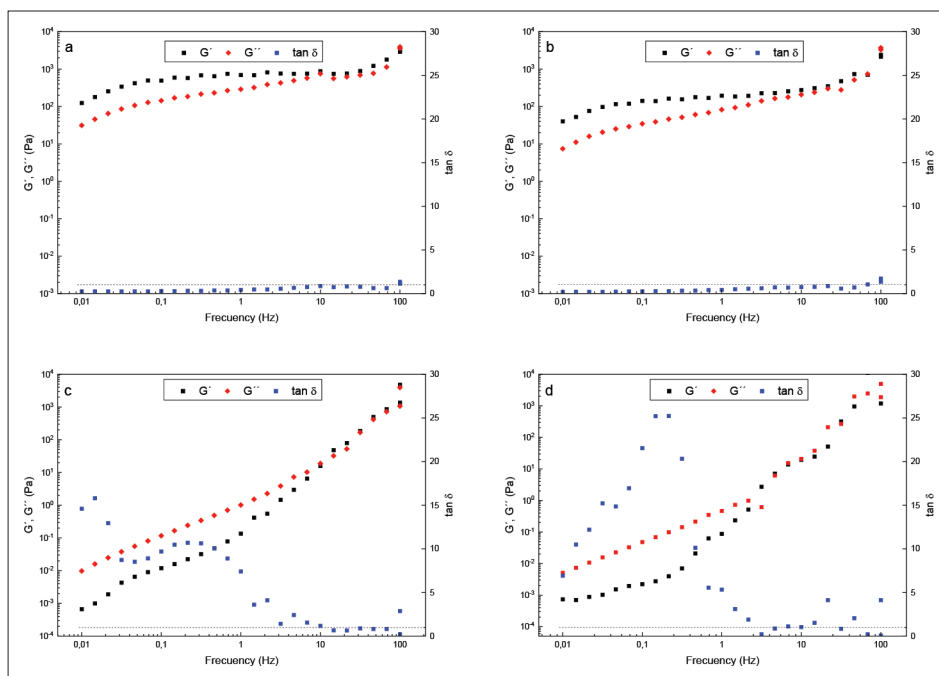 a
G´ G´´ tan δ
10⁴
10³
10²
10¹
10⁰
10⁻¹
10⁻²
10⁻³
G´, G´´ (Pa)
30
25
20
15
10
5
0
tan δ
0,01 0,1 1 10 100
Frecuency (Hz)
b
G´ G´´ tan δ
10⁴
10³
10²
10¹
10⁰
10⁻¹
10⁻²
10⁻³
G´, G´´ (Pa)
30
25
20
15
10
5
0
tan δ
0,01 0,1 1 10 100
Frecuency (Hz)
c
G´ G´´ tan δ
10⁴
10³
10²
10¹
10⁰
10⁻¹
10⁻²
10⁻³
10⁻⁴
G´, G´´ (Pa)
30
25
20
15
10
5
0
tan δ
0,01 0,1 1 10 100
Frecuency (Hz)
d
G´ G´´ tan δ
10⁴
10³
10²
10¹
10⁰
10⁻¹
10⁻²
10⁻³
10⁻⁴
G´, G´´ (Pa)
30
25
20
15
10
5
0
tan δ
0,01 0,1 1 10 100
Frecuency (Hz)